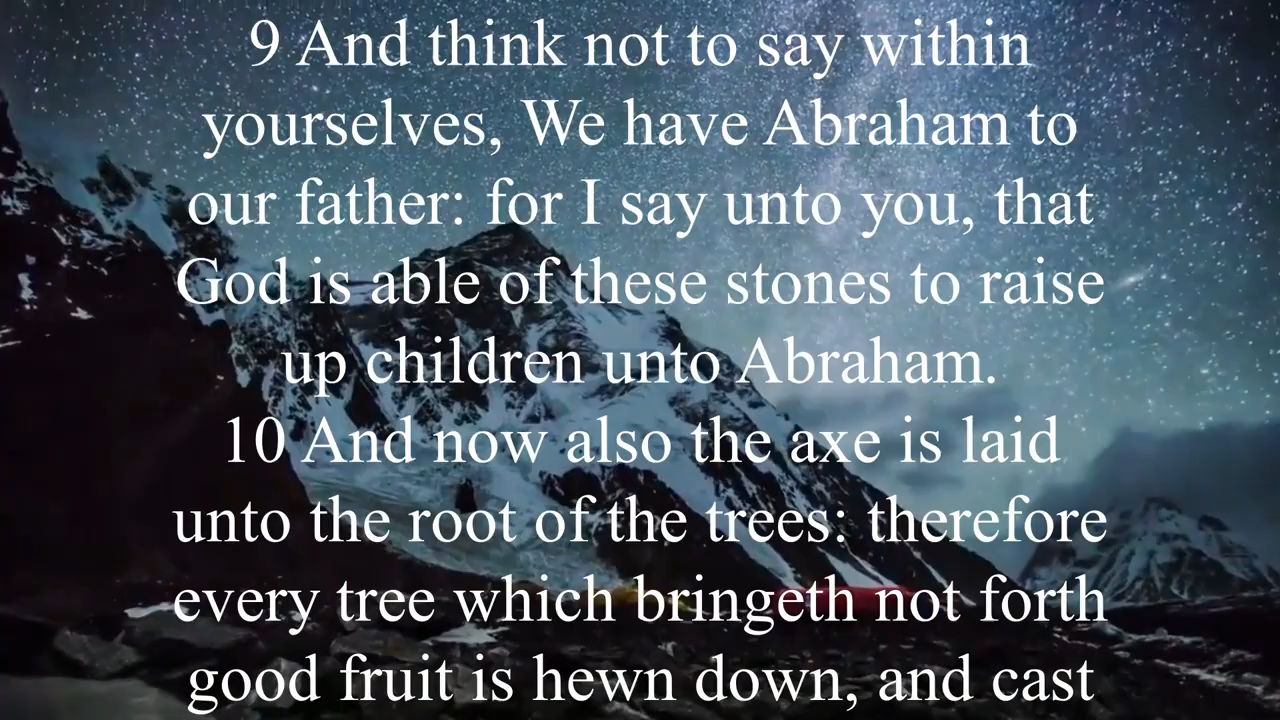 9 And think not to say within
yourselves, We have Abraham to
our father: for I say unto you, that
God is able of these stones to raise
up children unto Abraham.
10 And now also the axe is laid
unto the root of the trees: therefore
every tree which bringeth not forth
good fruit is hewn down, and cast